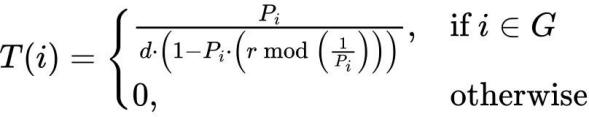 T(i) = { P_i / (d·(1−P_i·(r mod (1/P_i)))), if i ∈ G
0, otherwise